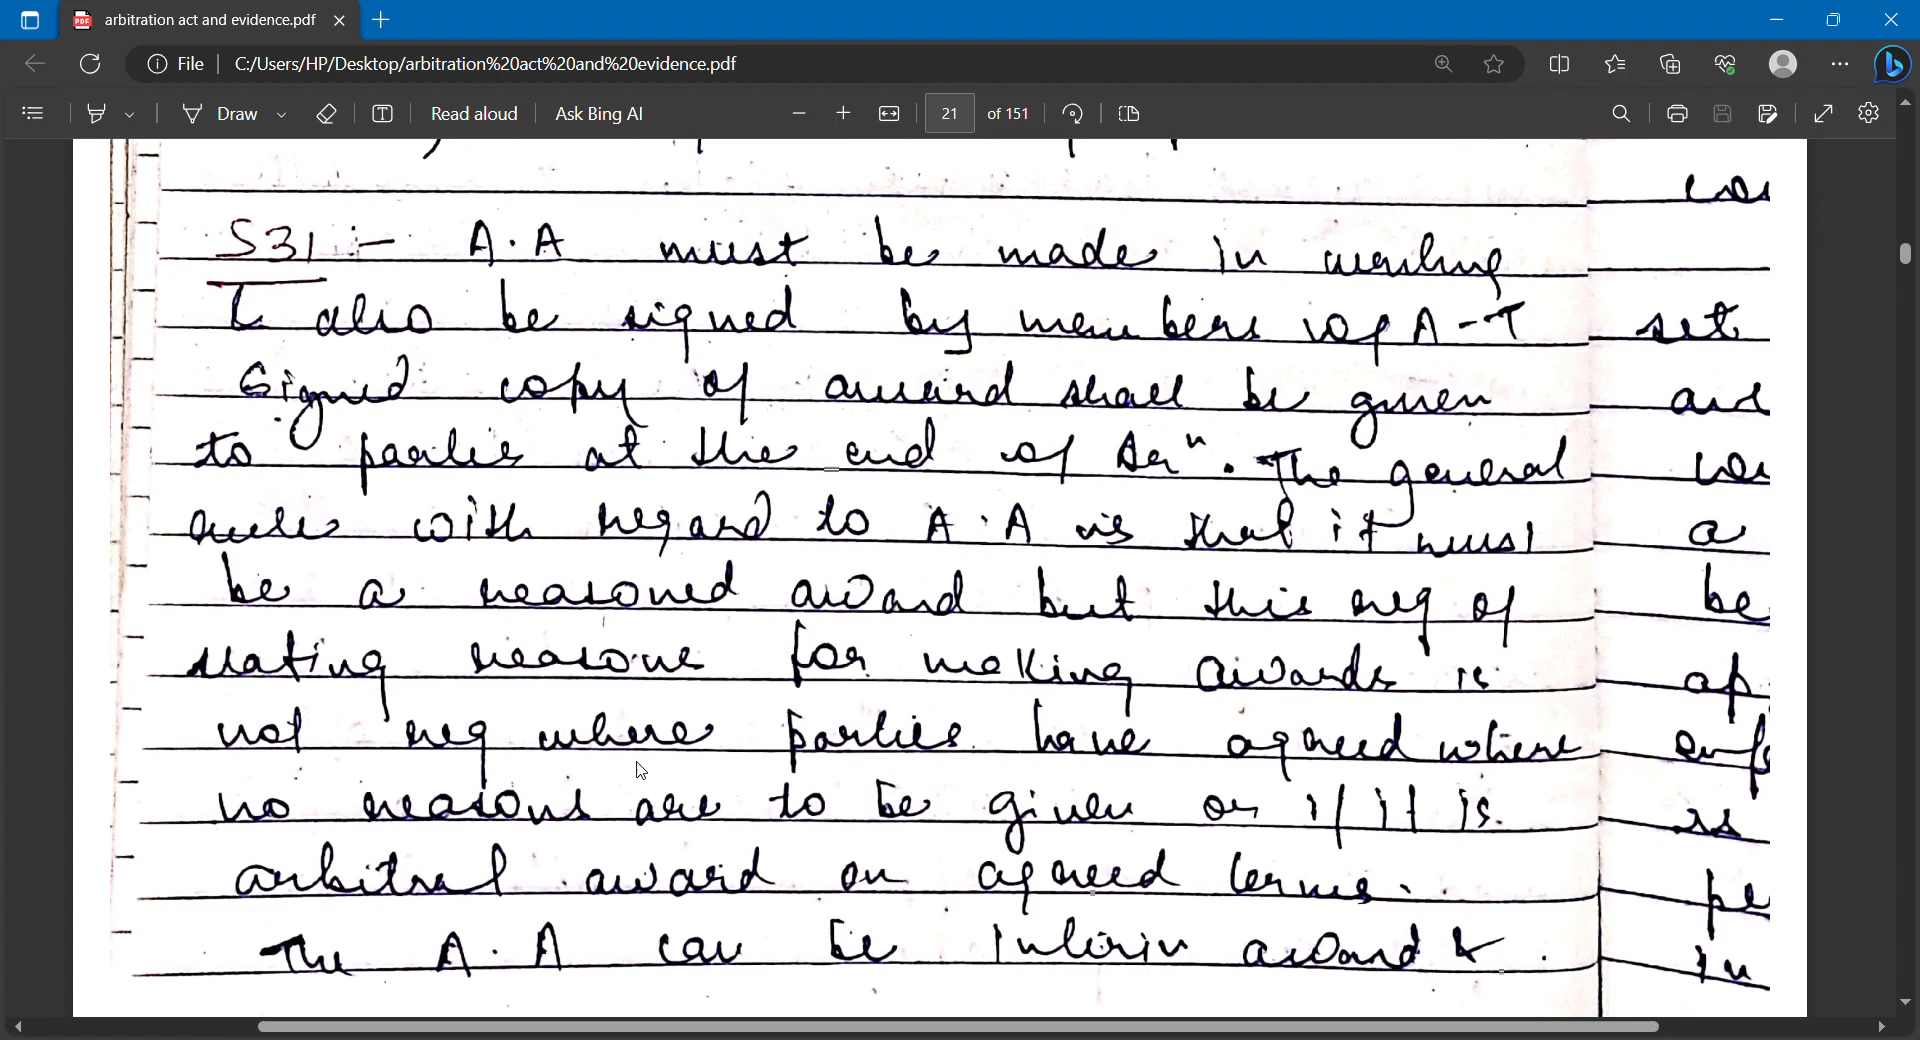 arbitration act and evidence.pdf
File C:/Users/HP/Desktop/arbitration%20act%20and%20evidence.pdf
Draw Read aloud Ask Bing AI 21 of 151
S31 :- A.A must be made in writing
& also be signed by members of A-T
Signed copy of award shall be given
to parties at the end of Arn. The general
rule with regard to A.A is that it must
be a reasoned award but this req of
stating reasons for making awards is
not req where parties have agreed where
no reasons are to be given or if it is
arbitral award on agreed terms.
The A.A can be Interim award &
set
a
be
is
in